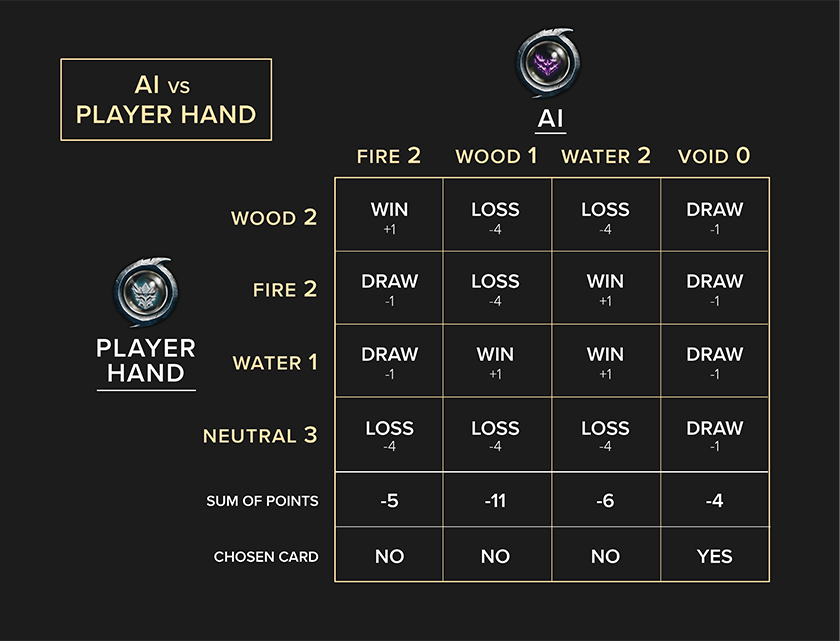 AI vs
PLAYER HAND
AI
FIRE 2 WOOD 1 WATER 2 VOID 0
WOOD 2 WIN LOSS LOSS DRAW
+1 -4 -4 -1
FIRE 2 DRAW LOSS WIN DRAW
-1 -4 +1 -1
PLAYER
HAND
WATER 1 DRAW WIN WIN DRAW
-1 +1 +1 -1
NEUTRAL 3 LOSS LOSS LOSS DRAW
-4 -4 -4 -1
SUM OF POINTS -5 -11 -6 -4
CHOSEN CARD NO NO NO YES